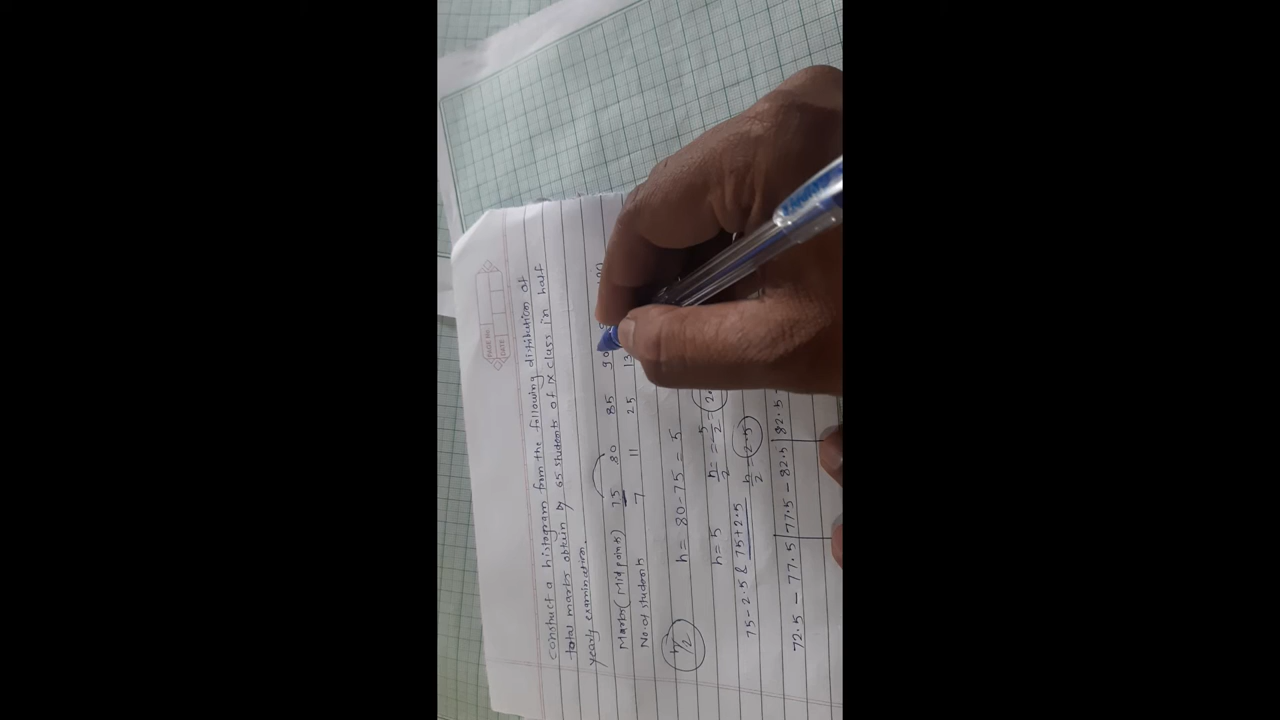 PAGE No.
DATE
construct a histogram from the following distribution of
total marks obtain by 65 students of IX class in half
yearly examination.
Marks (Mid points) 75 80 85 90
No. of students 7 11 25 13
h/2 h = 80 - 75 = 5
h = 5 h/2 = 5/2 =
75 - 2.5 & 75 + 2.5 h/2 = 2.5
72.5 - 77.5 77.5 - 82.5 82.5 -